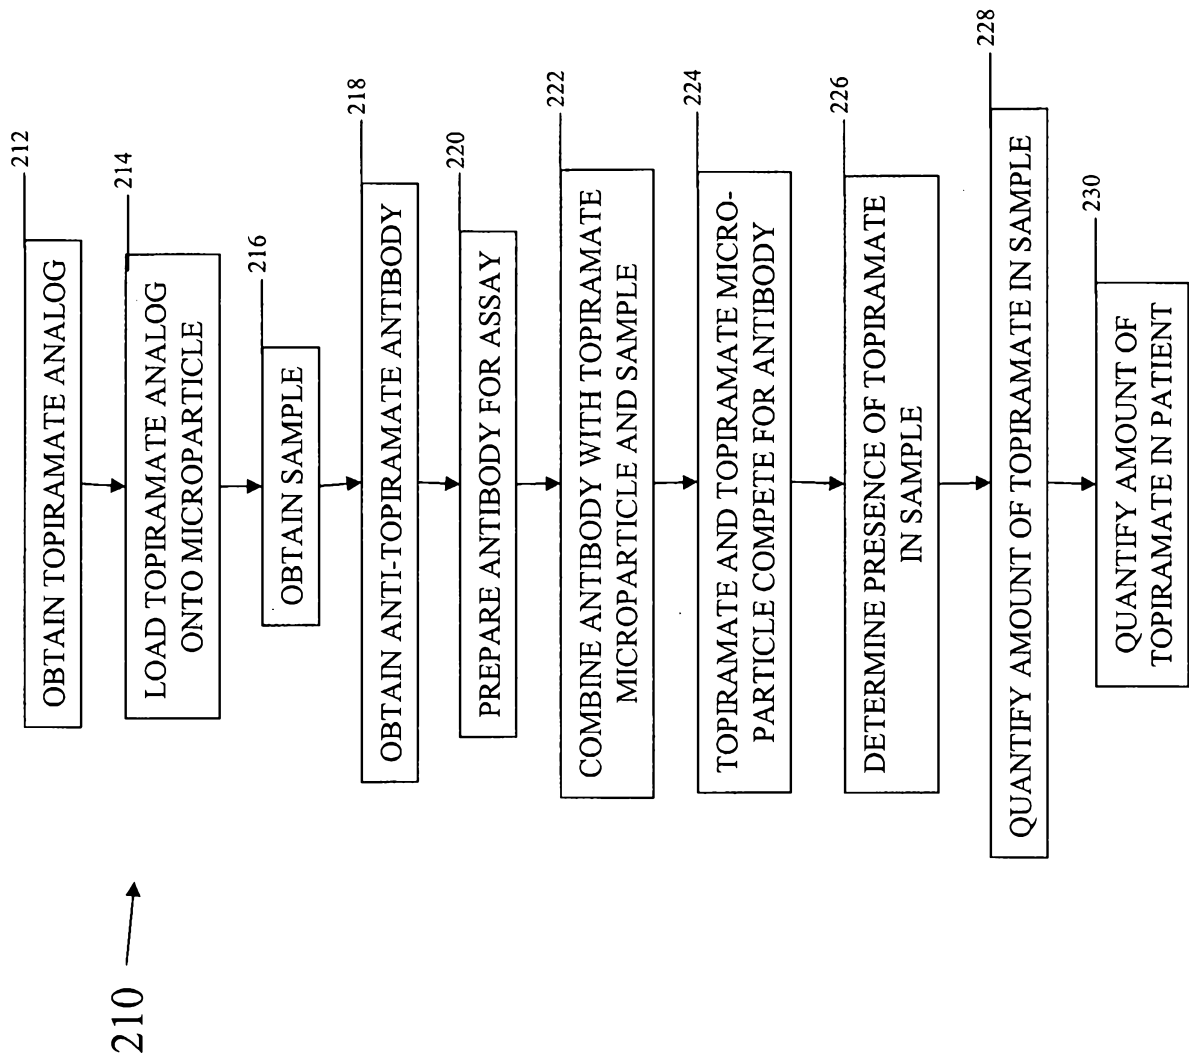 210
212
OBTAIN TOPIRAMATE ANALOG
214
LOAD TOPIRAMATE ANALOG
ONTO MICROPARTICLE
216
OBTAIN SAMPLE
218
OBTAIN ANTI-TOPIRAMATE ANTIBODY
220
PREPARE ANTIBODY FOR ASSAY
222
COMBINE ANTIBODY WITH TOPIRAMATE
MICROPARTICLE AND SAMPLE
224
TOPIRAMATE AND TOPIRAMATE MICRO-
PARTICLE COMPETE FOR ANTIBODY
226
DETERMINE PRESENCE OF TOPIRAMATE
IN SAMPLE
228
QUANTIFY AMOUNT OF TOPIRAMATE IN SAMPLE
230
QUANTIFY AMOUNT OF
TOPIRAMATE IN PATIENT